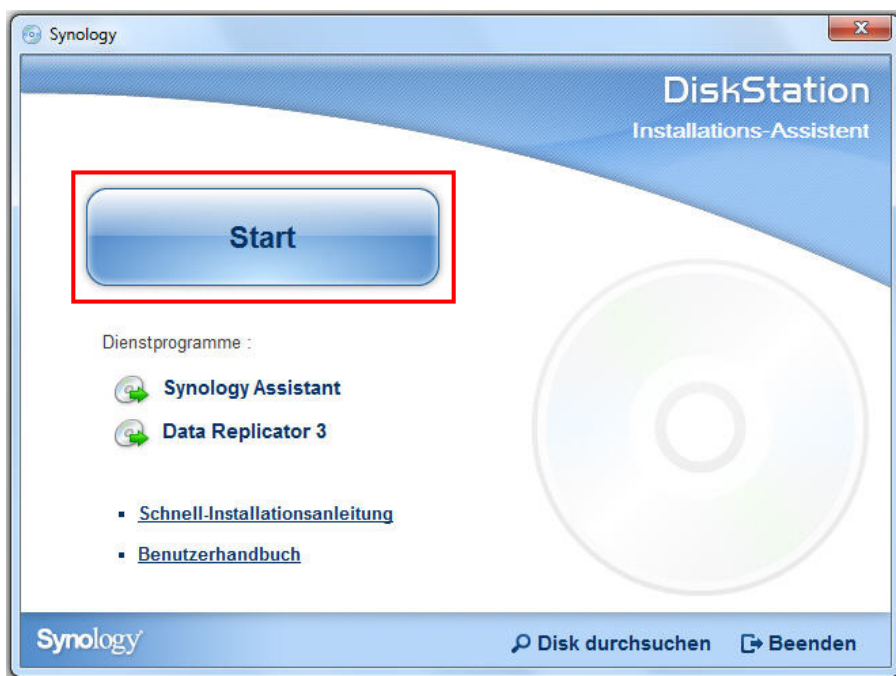 Synology
DiskStation
Installations-Assistent
Start
Dienstprogramme :
Synology Assistant
Data Replicator 3
Schnell-Installationsanleitung
Benutzerhandbuch
Synology
Disk durchsuchen
Beenden